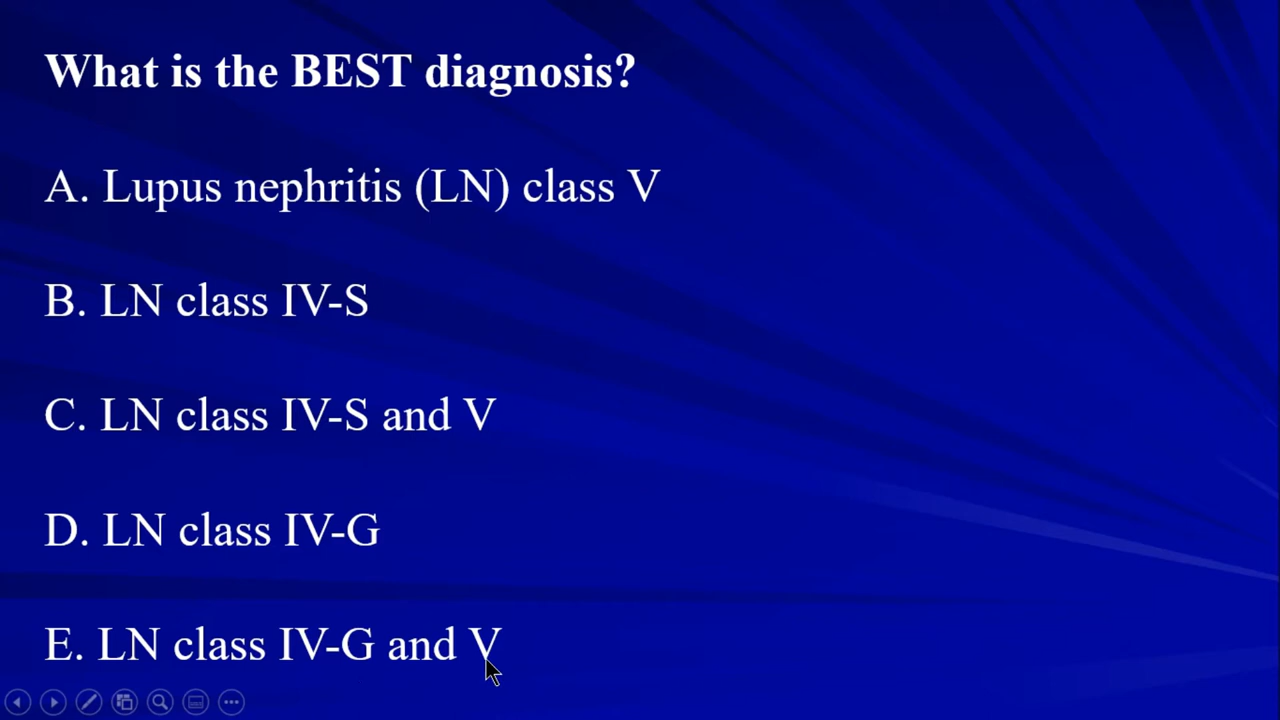 What is the BEST diagnosis?
A. Lupus nephritis (LN) class V
B. LN class IV-S
C. LN class IV-S and V
D. LN class IV-G
E. LN class IV-G and V